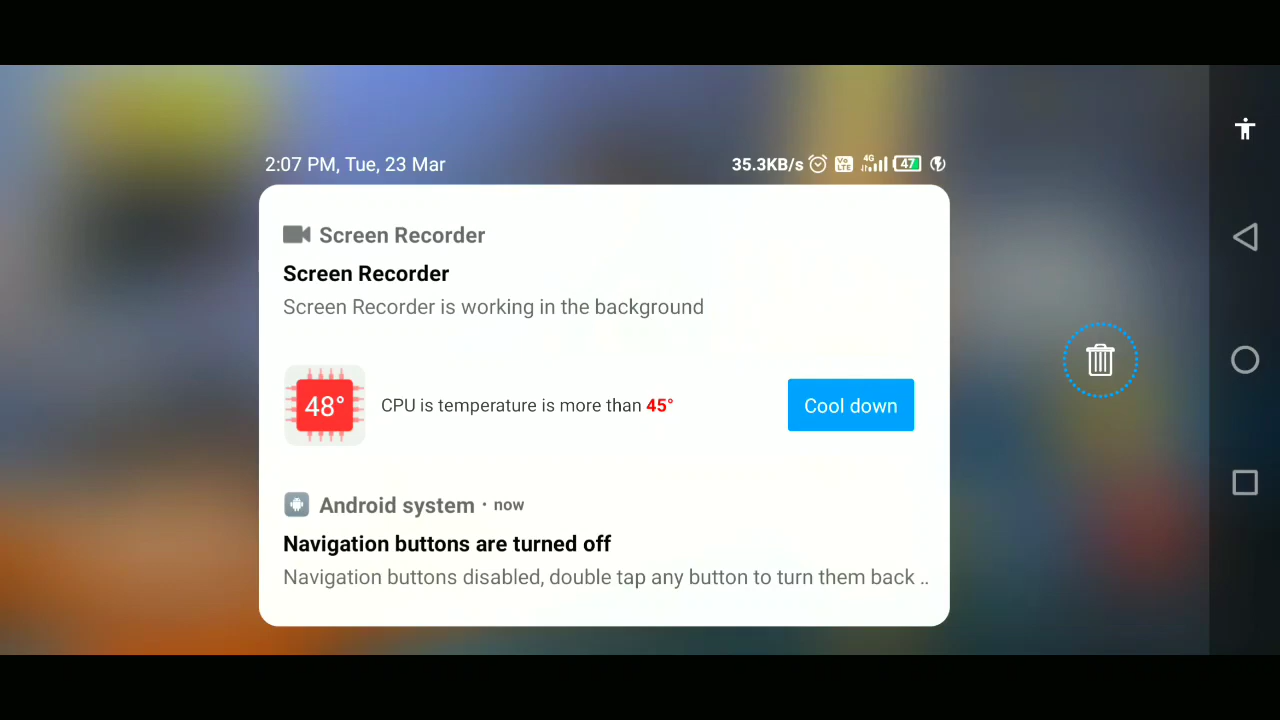 2:07 PM, Tue, 23 Mar
35.3KB/s VoLTE 4G 47
Screen Recorder
Screen Recorder
Screen Recorder is working in the background
48°
CPU is temperature is more than 45°
Cool down
Android system · now
Navigation buttons are turned off
Navigation buttons disabled, double tap any button to turn them back ..